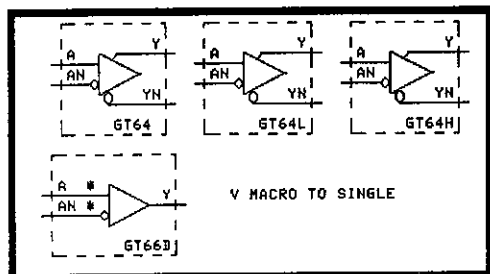 Y Y Y
A A A
AN AN AN
YN YN YN
GT64 GT64L GT64H
A * Y
AN * V MACRO TO SINGLE
GT66D